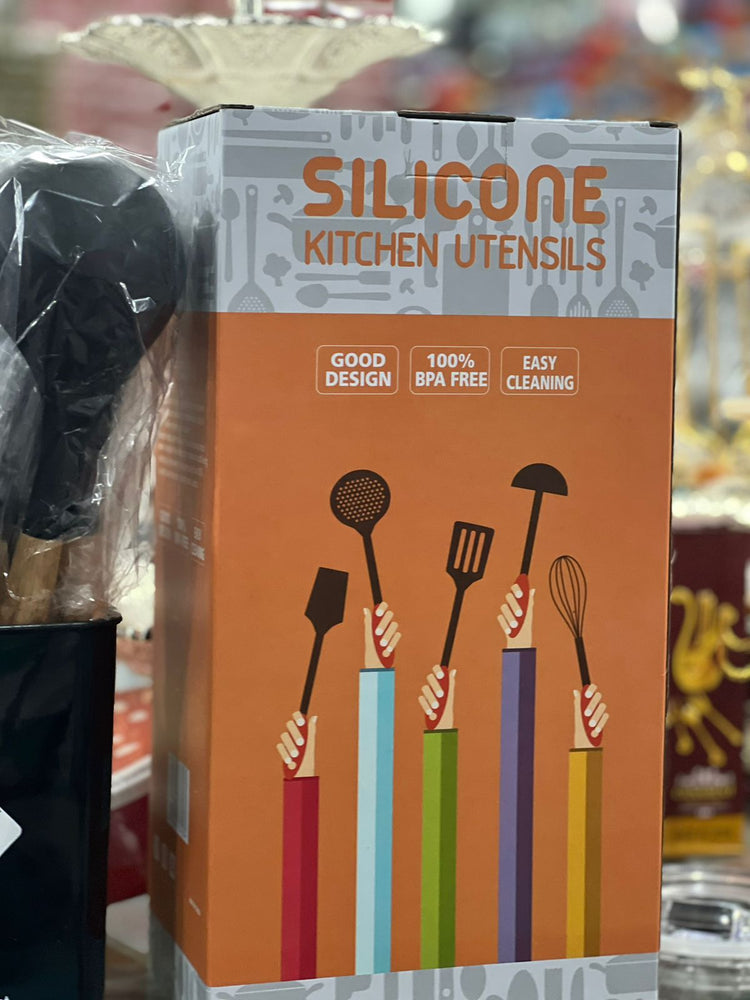 SILICONE
KITCHEN UTENSILS
GOOD
DESIGN
100%
BPA FREE
EASY
CLEANING